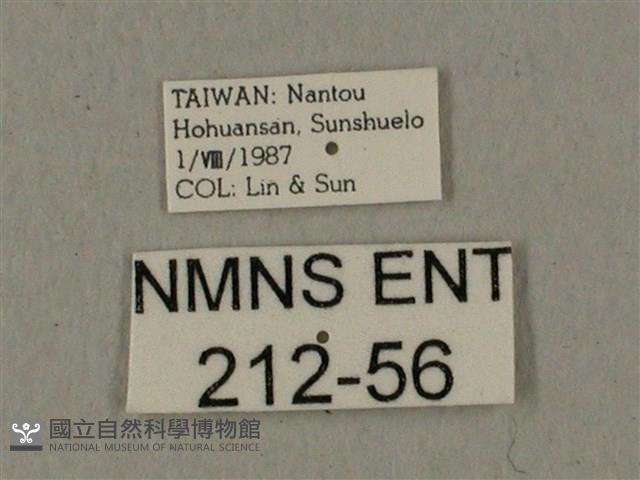 TAIWAN: Nantou
Hohuansan, Sunshuelo
1/Ⅷ/1987
COL: Lin & Sun
NMNS ENT
212-56
國立自然科學博物館
NATIONAL MUSEUM OF NATURAL SCIENCE